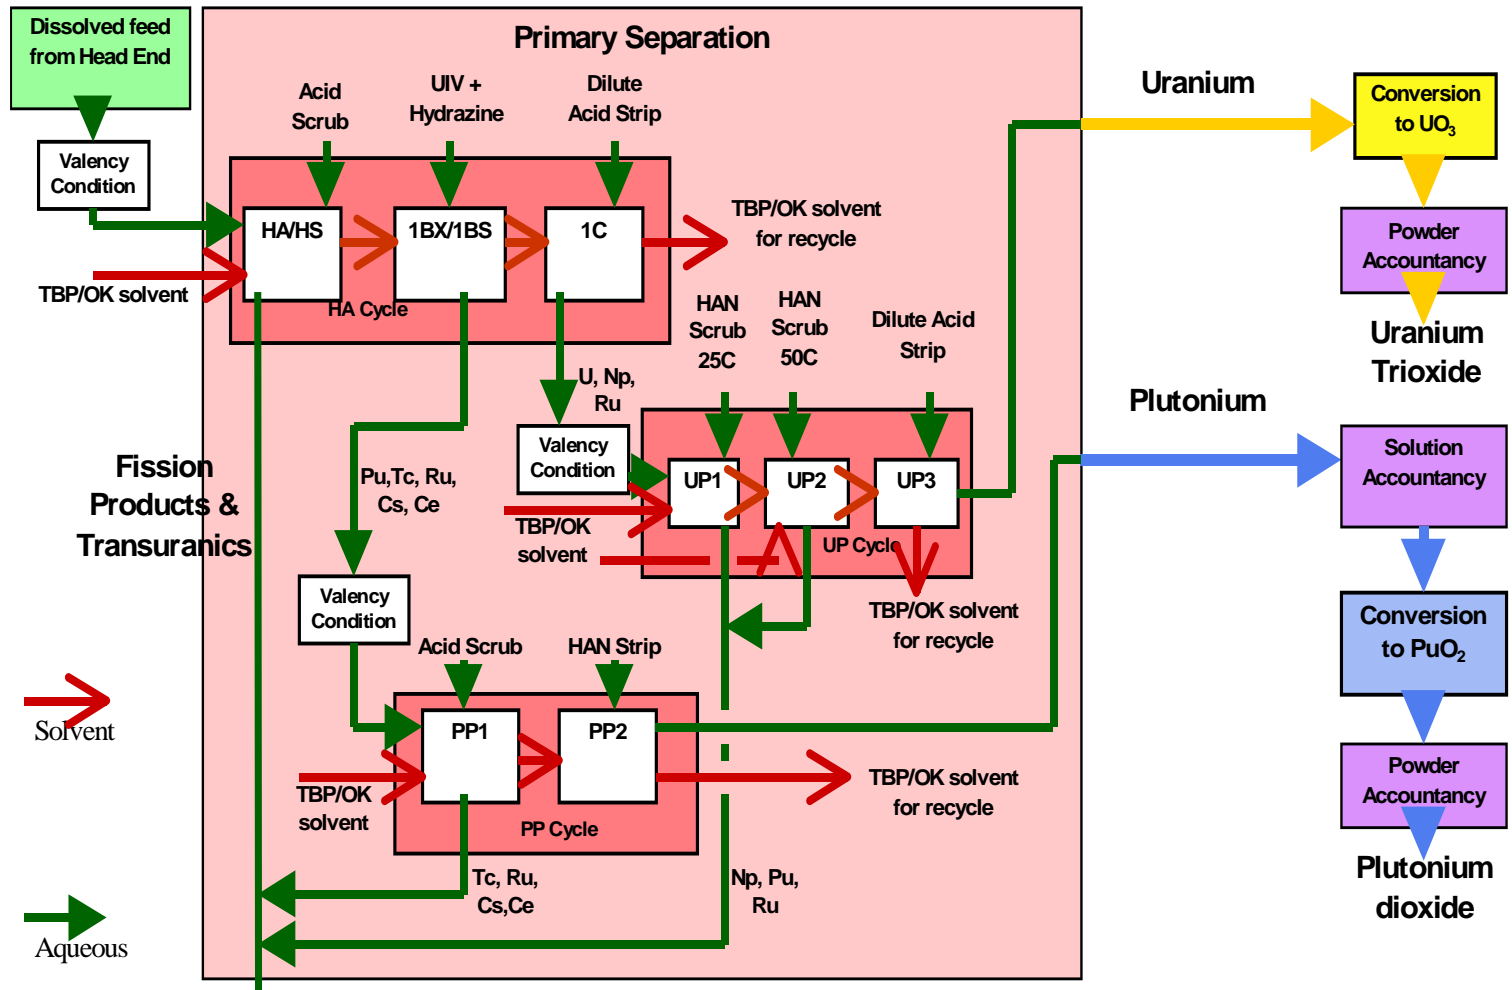 Dissolved feed
from Head End
Primary Separation
Valency
Condition
Acid
Scrub
UIV +
Hydrazine
Dilute
Acid Strip
HA/HS
1BX/1BS
1C
HA Cycle
TBP/OK solvent
TBP/OK solvent
for recycle
Uranium
Conversion
to UO3
Powder
Accountancy
Uranium
Trioxide
HAN
Scrub
25C
HAN
Scrub
50C
Dilute Acid
Strip
U, Np,
Ru
Valency
Condition
UP1
UP2
UP3
UP Cycle
TBP/OK
solvent
TBP/OK solvent
for recycle
Plutonium
Solution
Accountancy
Conversion
to PuO2
Powder
Accountancy
Plutonium
dioxide
Fission
Products &
Transuranics
Pu,Tc, Ru,
Cs, Ce
Valency
Condition
Acid Scrub
HAN Strip
PP1
PP2
PP Cycle
TBP/OK
solvent
TBP/OK solvent
for recycle
Tc, Ru,
Cs,Ce
Np, Pu,
Ru
Solvent
Aqueous